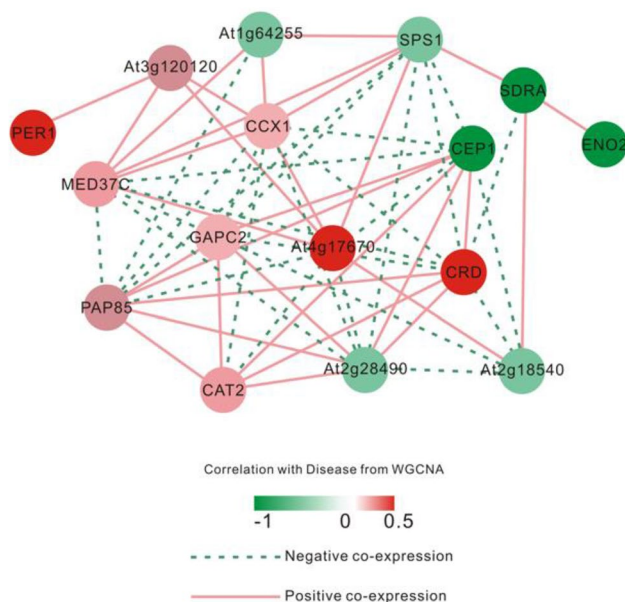 At1g64255
SPS1
At3g120120
SDRA
PER1
CCX1
CEP1
ENO2
MED37C
GAPC2
At4g17670
CRD
PAP85
At2g28490
At2g18540
CAT2
Correlation with Disease from WGCNA
-1 0 0.5
Negative co-expression
Positive co-expression